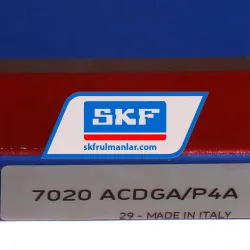 SKF
skfrulmanlar.com
7020 ACDGA/P4A
29 - MADE IN ITALY